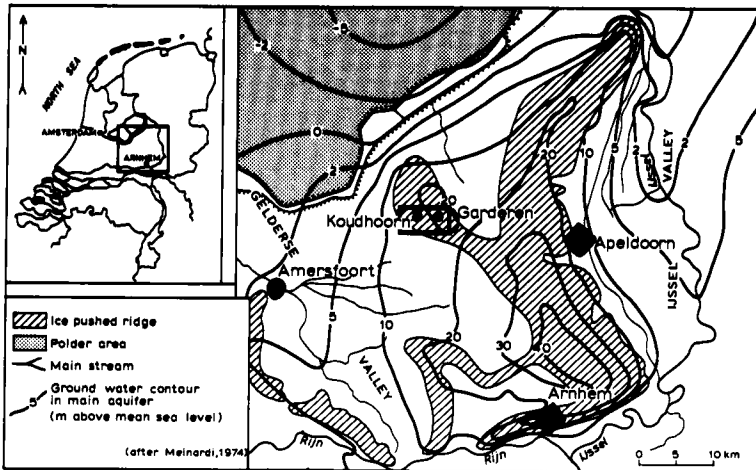 N
NORTH SEA
AMSTERDAM
ARNHEM
Ice pushed ridge
Polder area
Main stream
5
Ground water contour
in main aquifer
(m above mean sea level)
(after Meinardi,1974)
-2
0
2
GELDERSE
VALLEY
Koudhoorn
Garderen
Amersfoort
Apeldoorn
Arnhem
IJSSEL
VALLEY
IJSSEL
5
10
20
30
40
20
10
5
2
2
5
Rijn
Rijn
IJssel
0
10 km